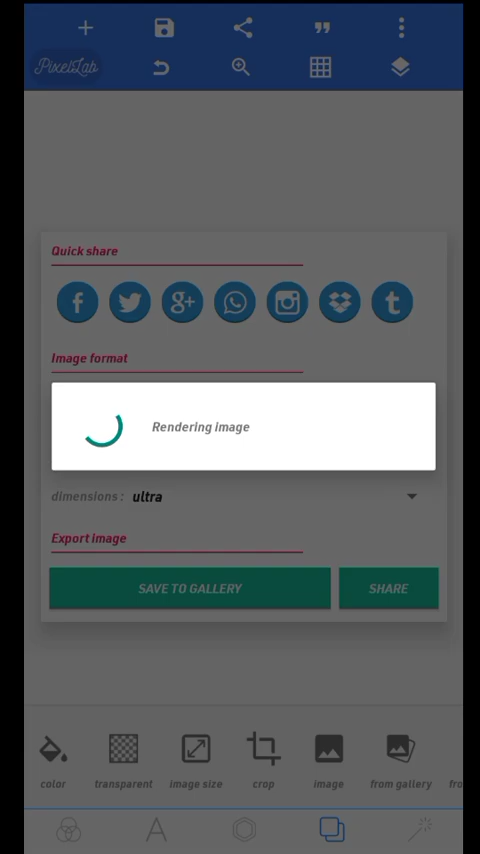 PixelLab
Quick share
Image format
Rendering image
dimensions : ultra
Export image
SAVE TO GALLERY SHARE
color transparent image size crop image from gallery fro